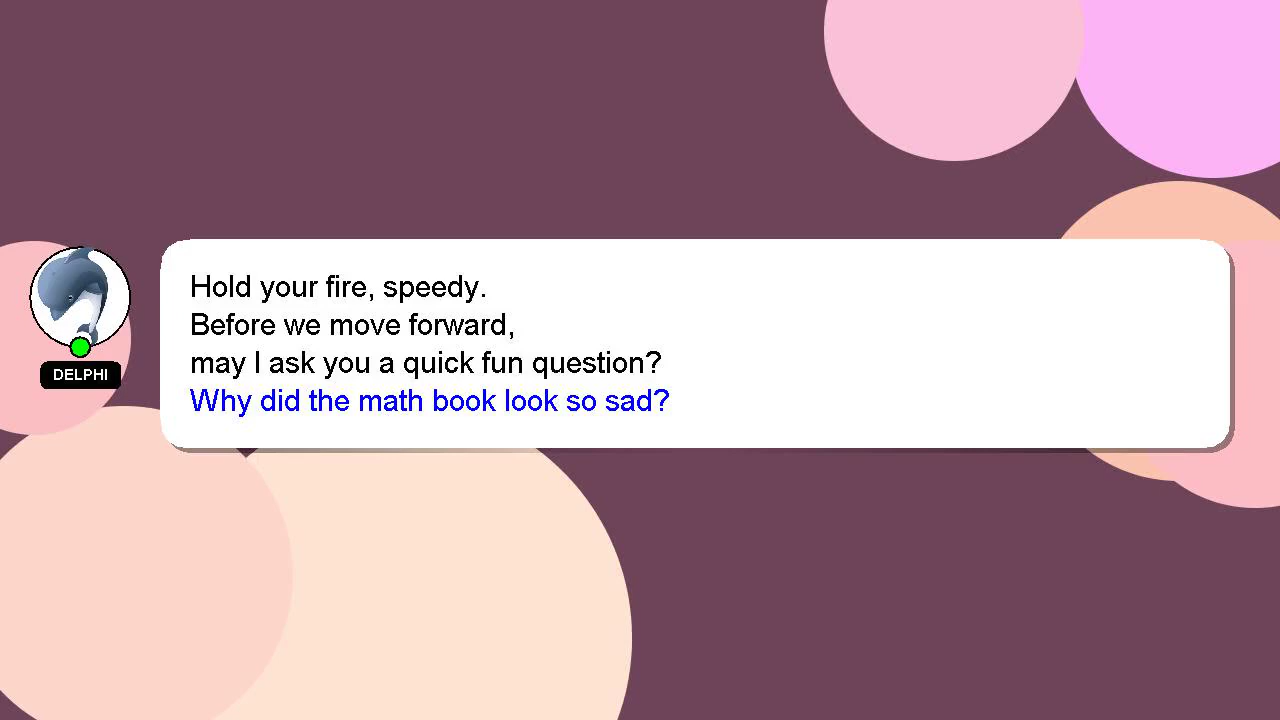 Hold your fire, speedy.
Before we move forward,
may I ask you a quick fun question?
Why did the math book look so sad?
DELPHI